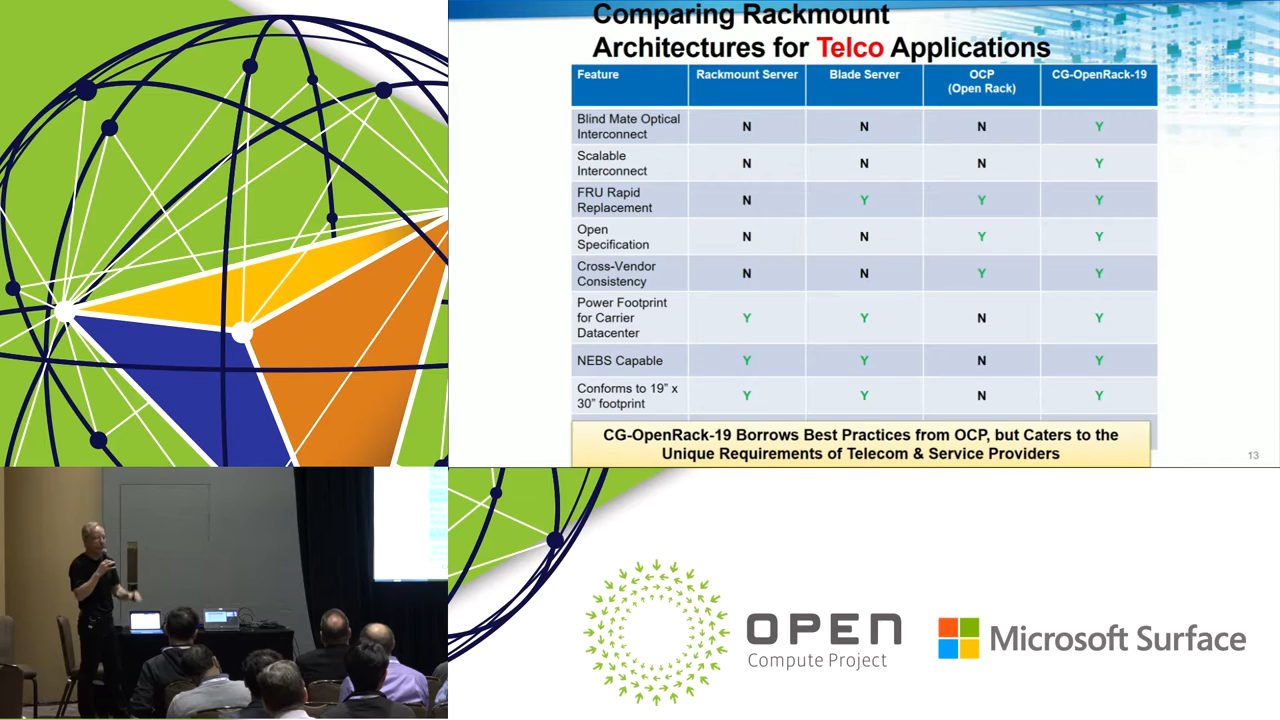 Comparing Rackmount
Architectures for Telco Applications
Feature Rackmount Server Blade Server OCP CG-OpenRack-19
(Open Rack)
Blind Mate Optical
Interconnect N N N Y
Scalable
Interconnect N N N Y
FRU Rapid
Replacement N Y Y Y
Open
Specification N N Y Y
Cross-Vendor
Consistency N N Y Y
Power Footprint
for Carrier Y Y N Y
Datacenter
NEBS Capable Y Y N Y
Conforms to 19” x
30” footprint Y Y N Y
CG-OpenRack-19 Borrows Best Practices from OCP, but Caters to the
Unique Requirements of Telecom & Service Providers
13
OPEN
Compute Project
Microsoft Surface